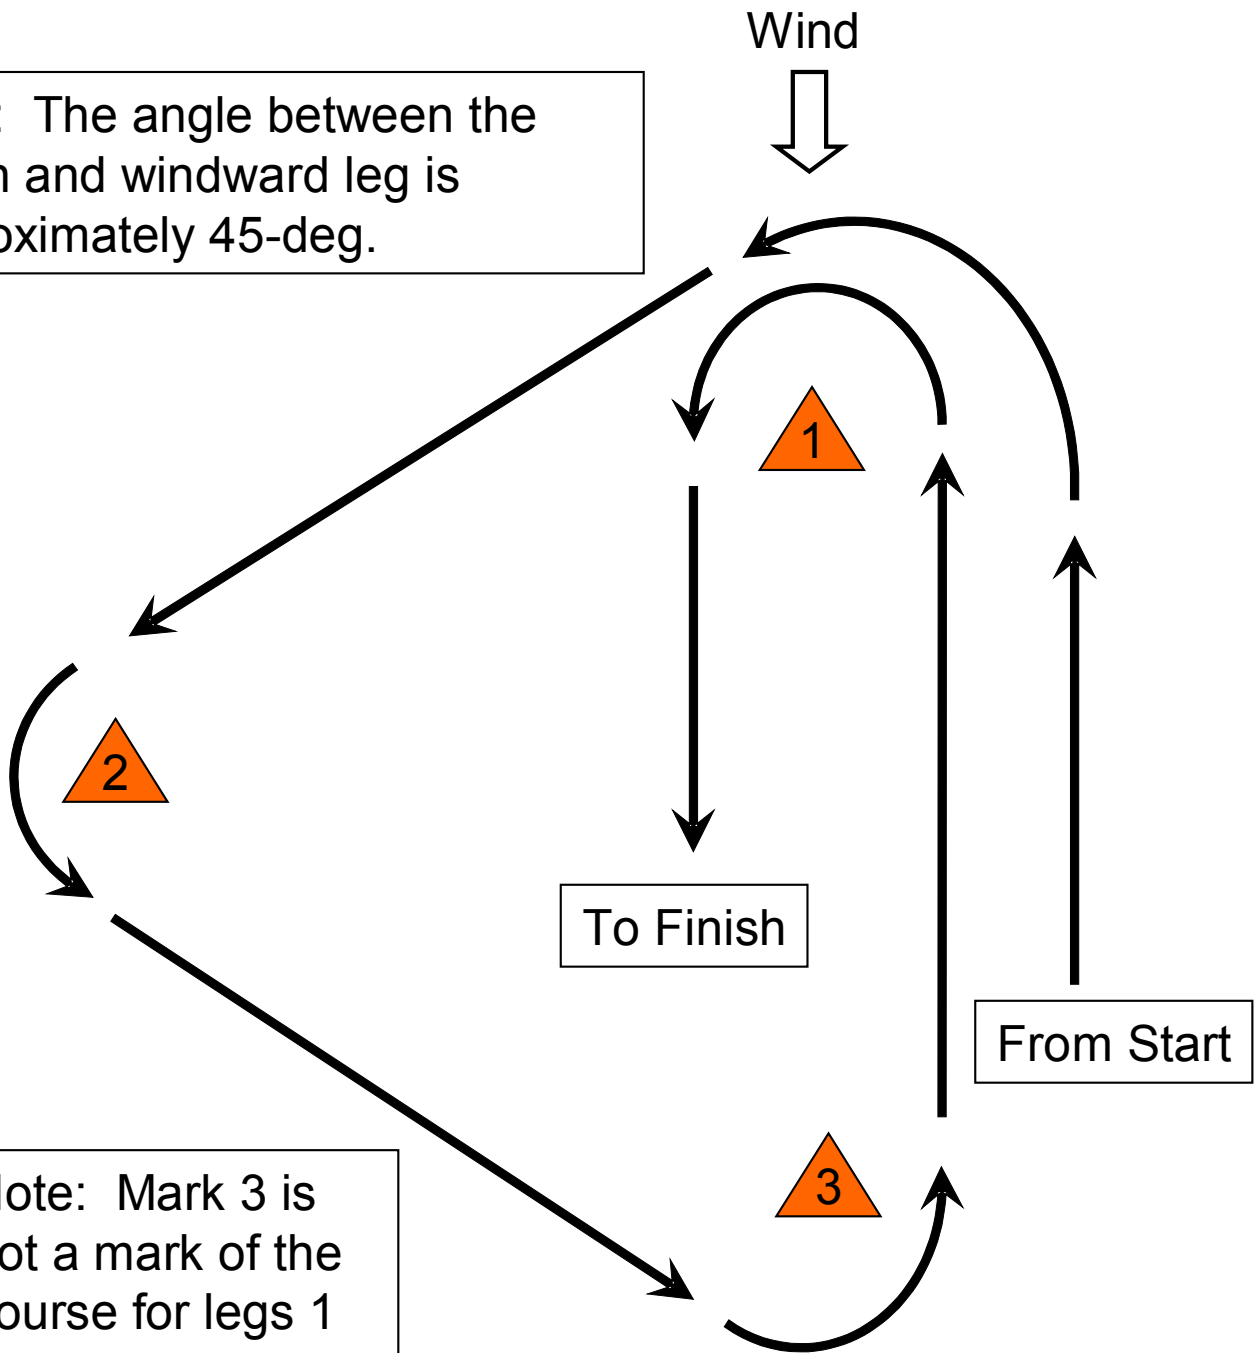 Wind
: The angle between the
and windward leg is
oximately 45-deg.
1
2
To Finish
From Start
3
ote: Mark 3 is
ot a mark of the
ourse for legs 1